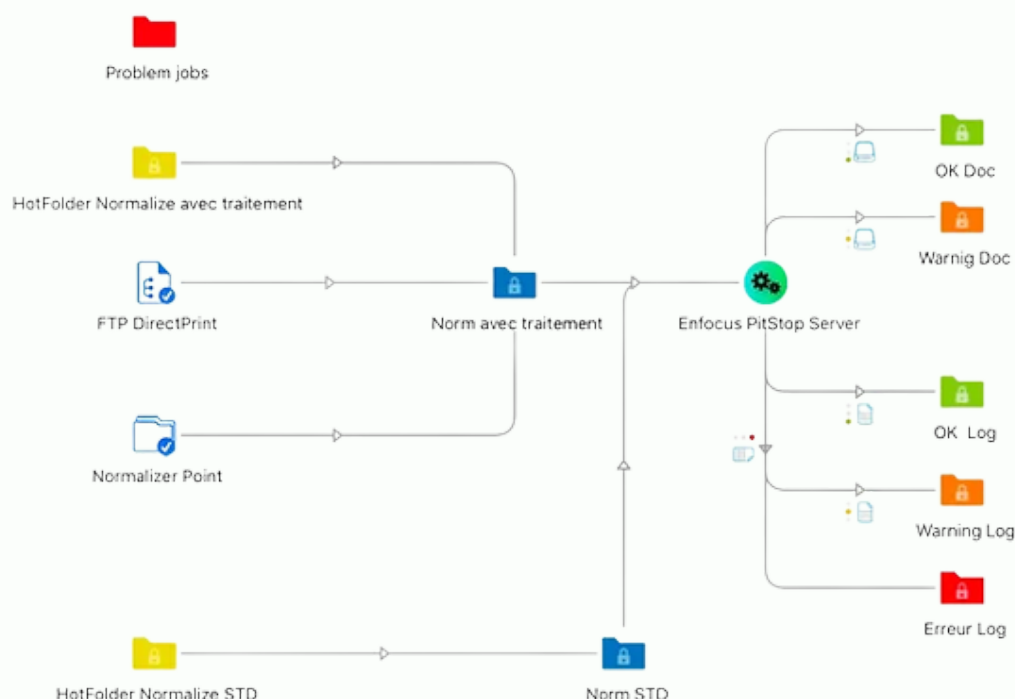 Problem jobs
HotFolder Normalize avec traitement
FTP DirectPrint
Norm avec traitement
Enfocus PitStop Server
Normalizer Point
HotFolder Normalize STD
Norm STD
OK Doc
Warnig Doc
OK Log
Warning Log
Erreur Log